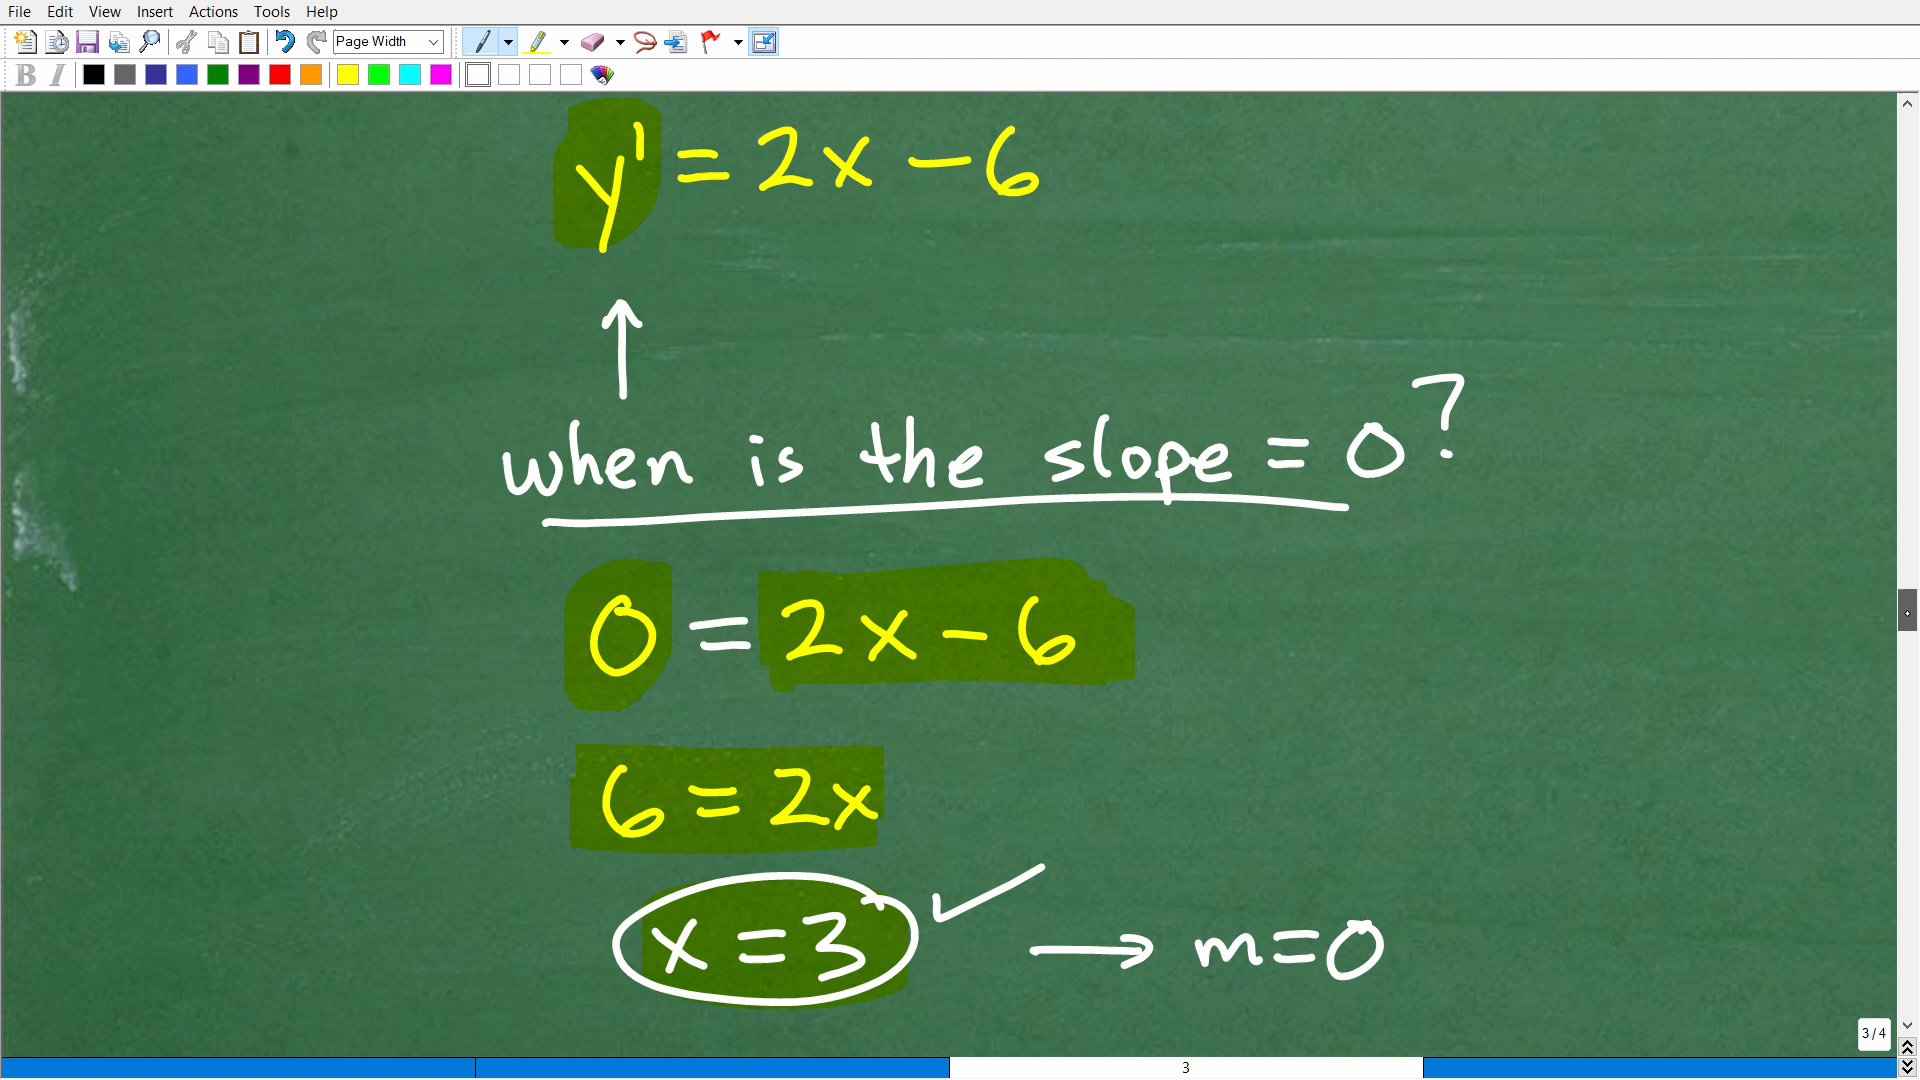 File Edit View Insert Actions Tools Help
Page Width
B I
y' = 2x - 6
when is the slope = 0?
0 = 2x - 6
6 = 2x
x = 3 ✓ → m = 0
3 / 4
3